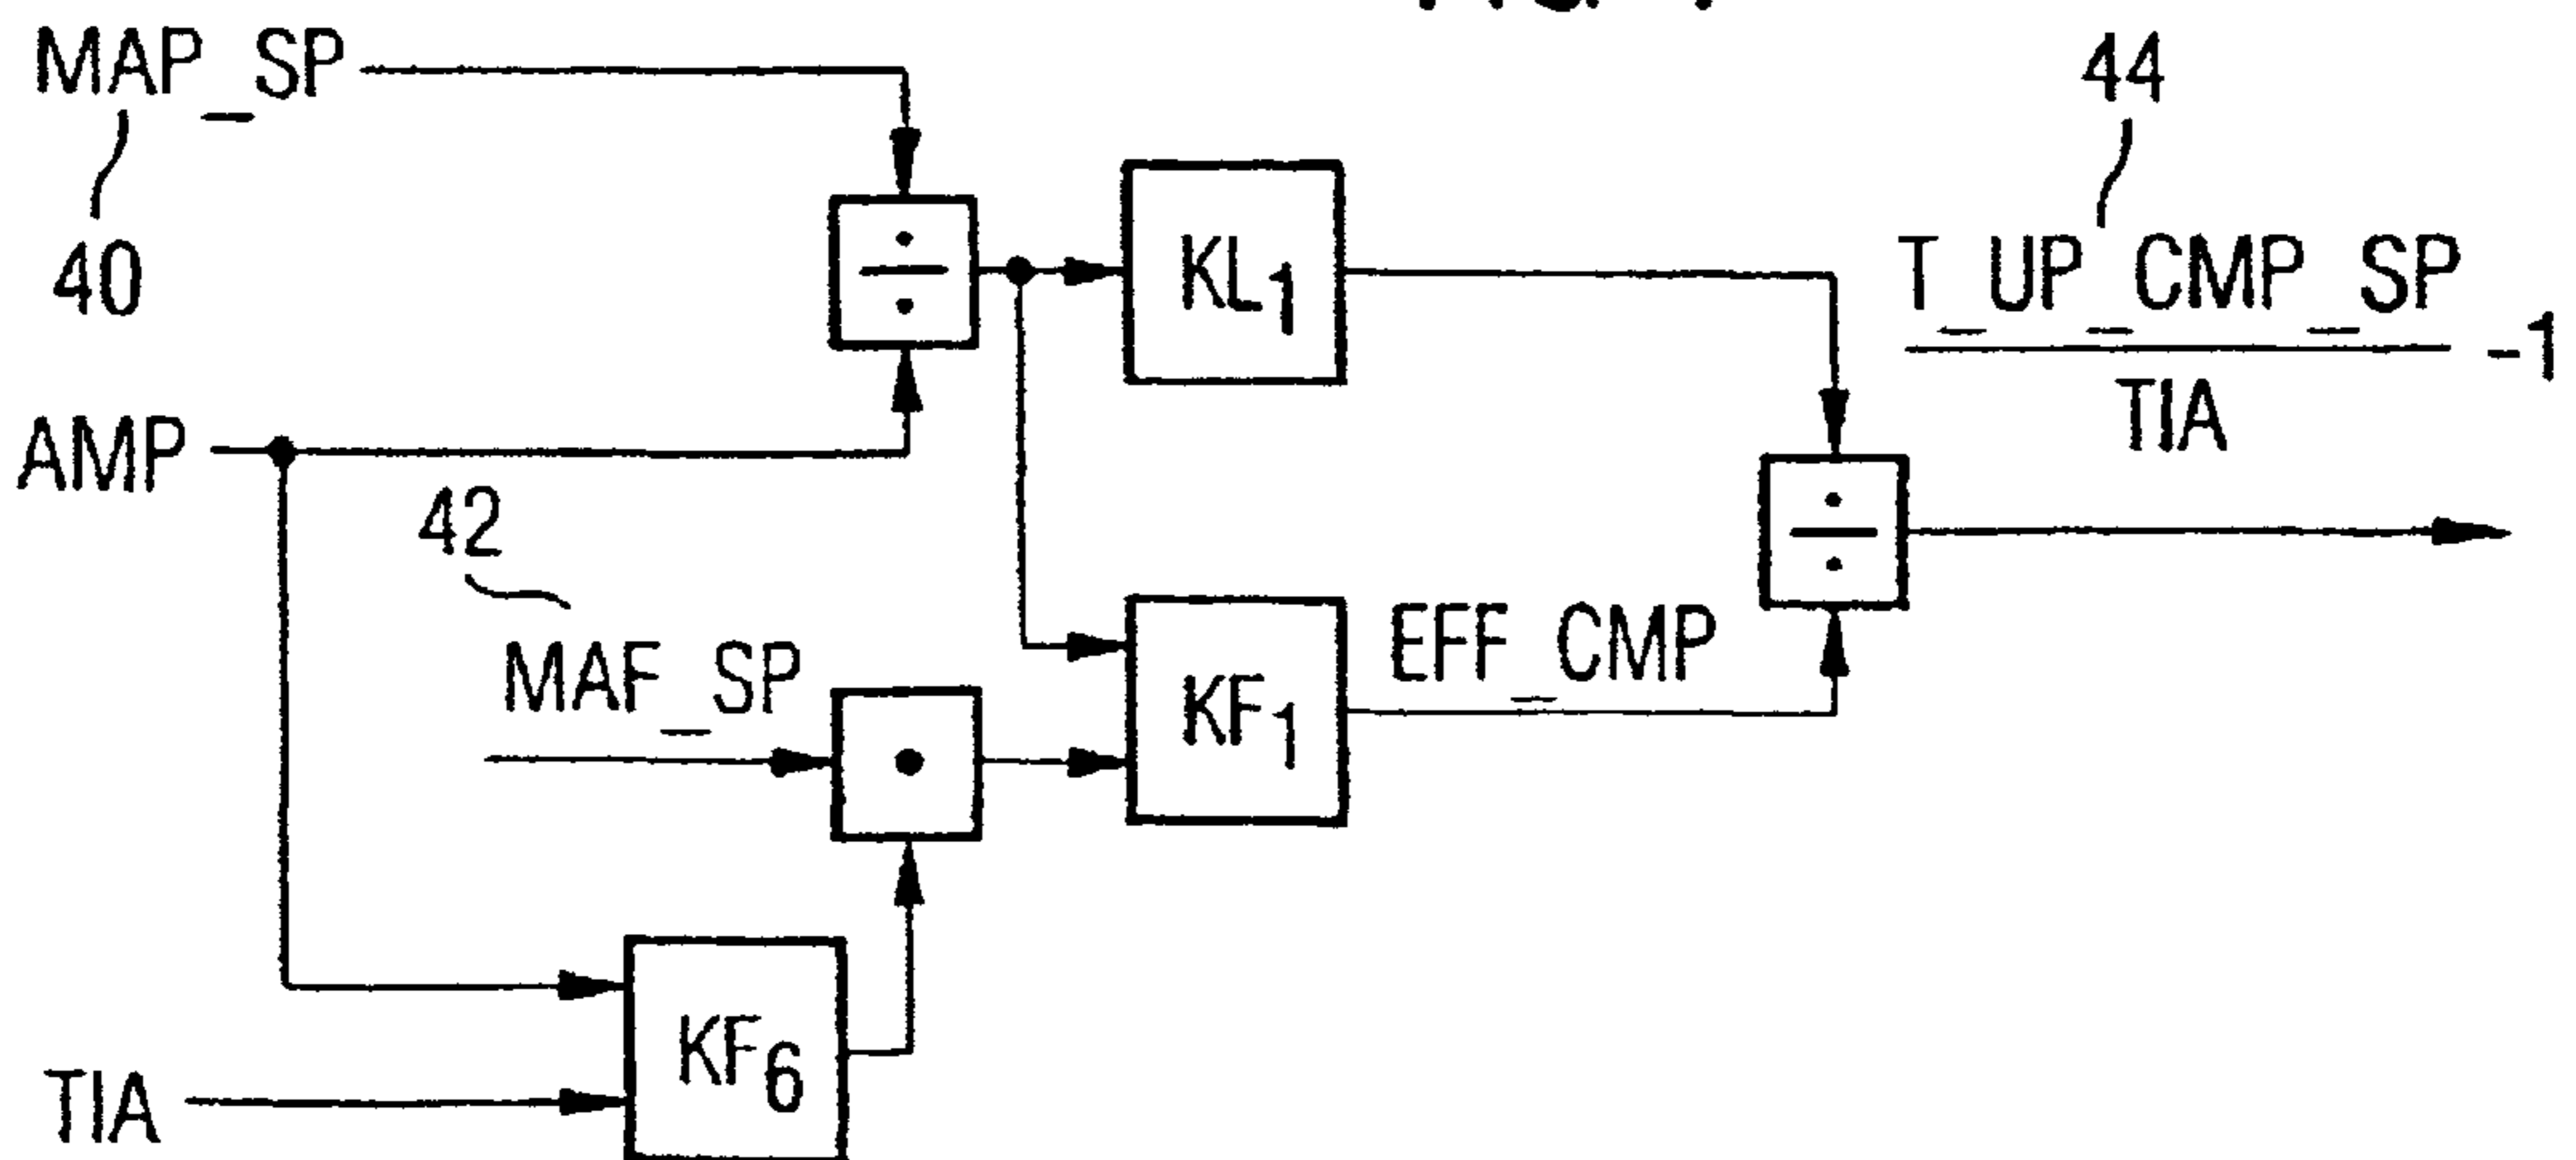 MAP_SP
40
44
KL1
T_UP_CMP_SP
-1
TIA
AMP
42
MAF_SP
EFF_CMP
KF1
KF6
TIA